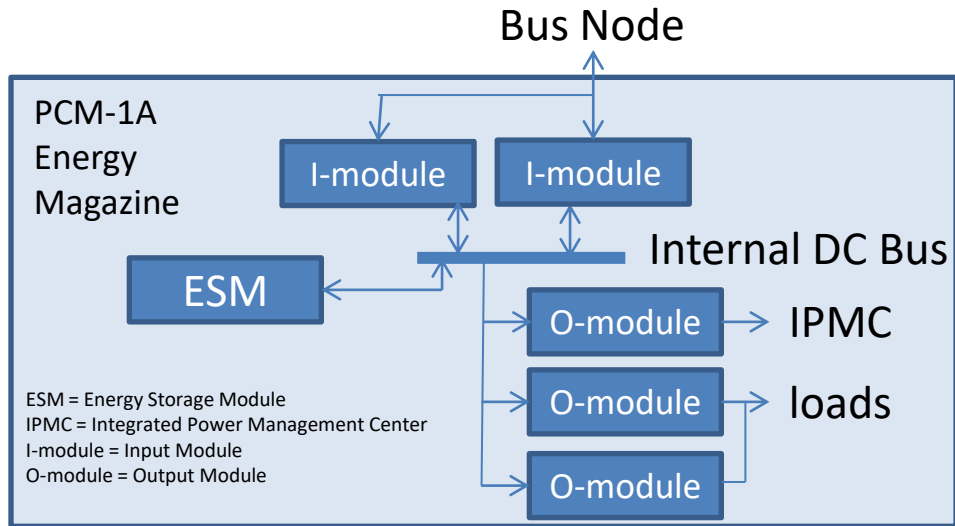 Bus Node
PCM-1A
Energy
Magazine
I-module
I-module
Internal DC Bus
ESM
O-module
IPMC
O-module
loads
O-module
ESM = Energy Storage Module
IPMC = Integrated Power Management Center
I-module = Input Module
O-module = Output Module